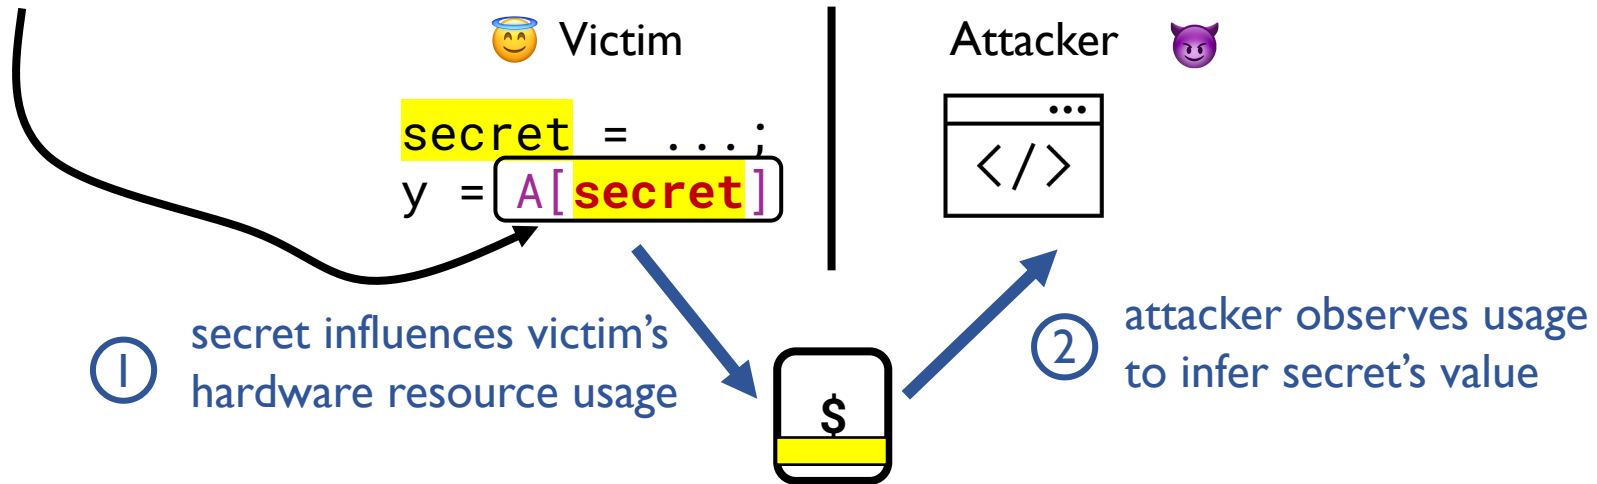 Victim
Attacker
secret = ...;
y = A[secret]
</>
1 secret influences victim's
hardware resource usage
2 attacker observes usage
to infer secret's value
$